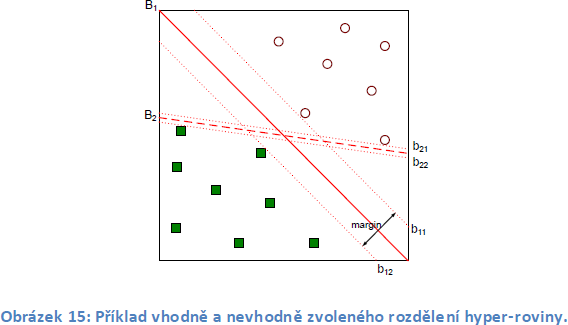 B1
B2
b21
b22
margin
b11
b12
Obrázek 15: Příklad vhodně a nevhodně zvoleného rozdělení hyper-roviny.